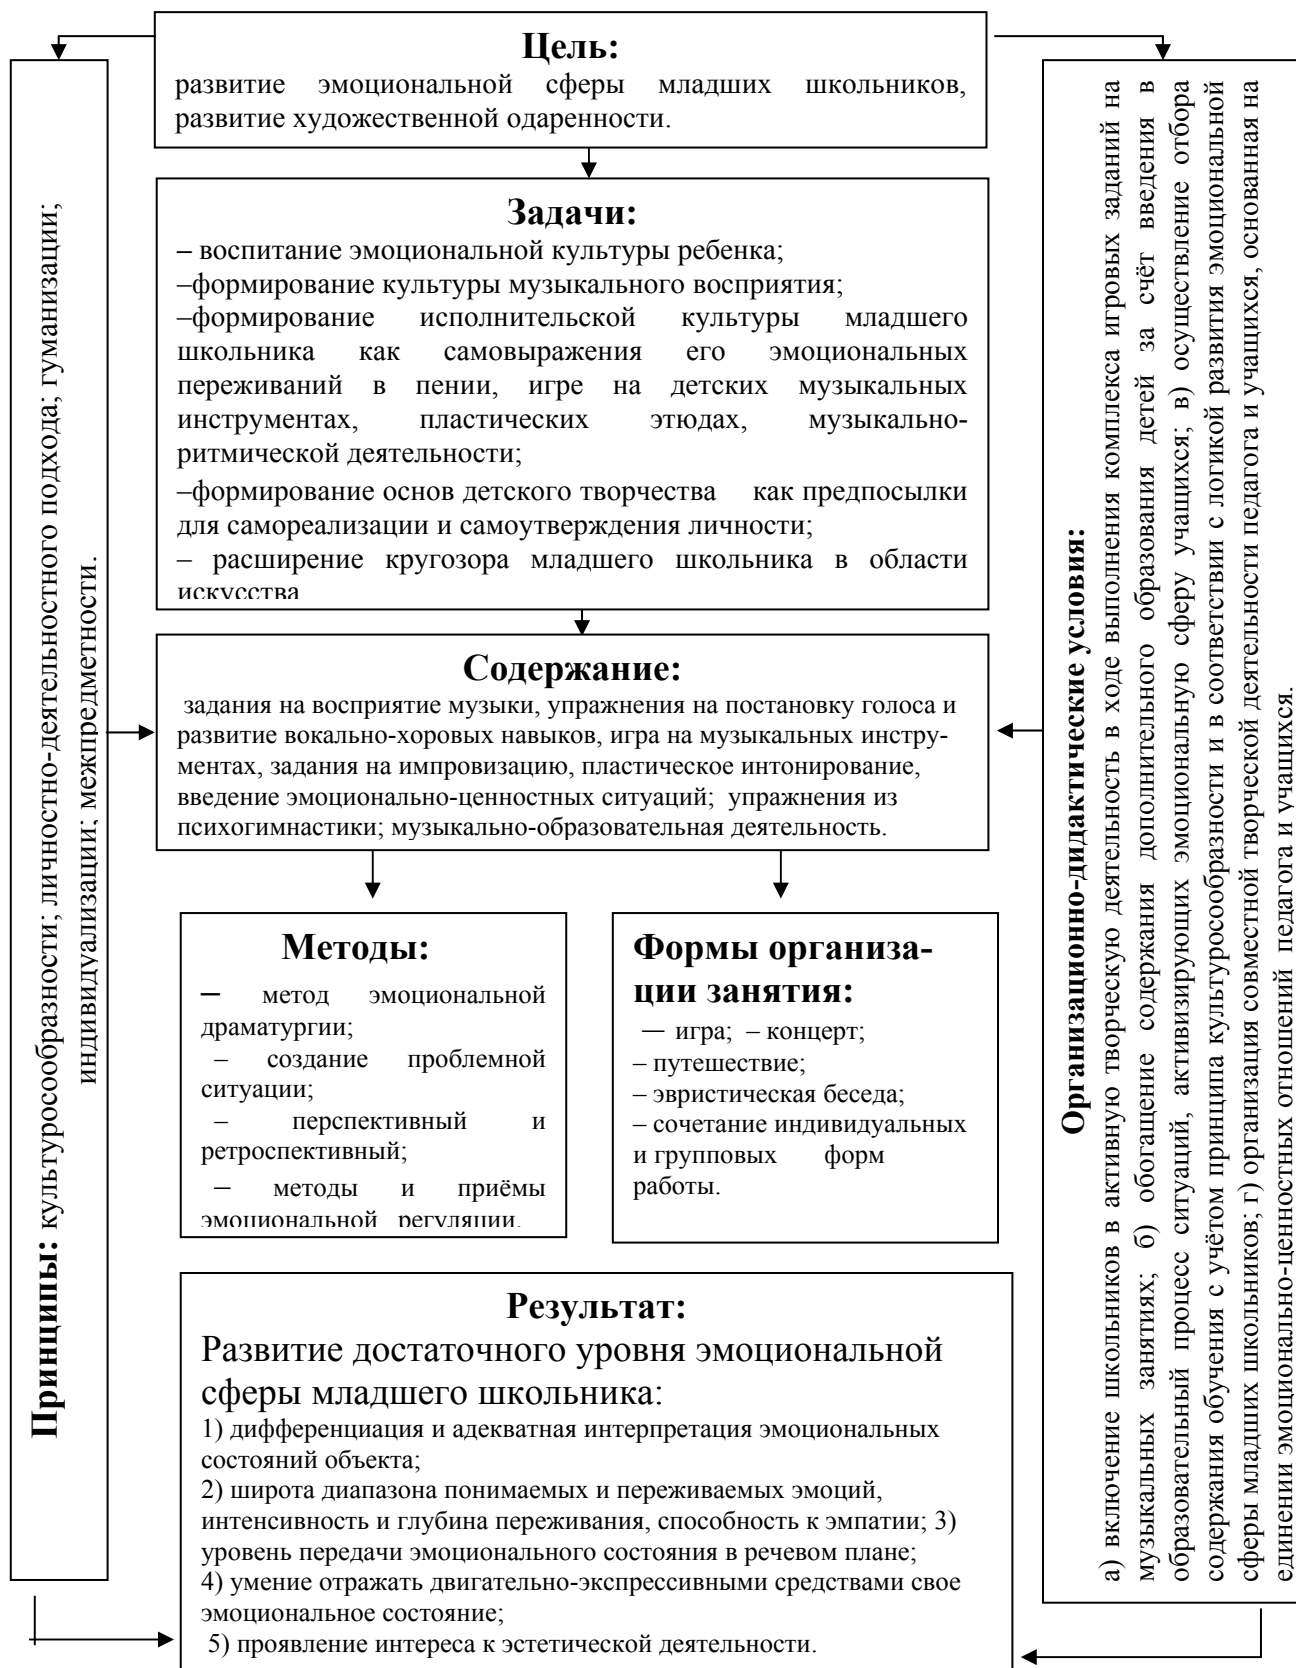 Цель:
развитие эмоциональной сферы младших школьников,
развитие художественной одаренности.
Задачи:
– воспитание эмоциональной культуры ребенка;
–формирование культуры музыкального восприятия;
–формирование исполнительской культуры младшего
школьника как самовыражения его эмоциональных
переживаний в пении, игре на детских музыкальных
инструментах, пластических этюдах, музыкально-
ритмической деятельности;
–формирование основ детского творчества как предпосылки
для самореализации и самоутверждения личности;
– расширение кругозора младшего школьника в области
искусства
Содержание:
задания на восприятие музыки, упражнения на постановку голоса и
развитие вокально-хоровых навыков, игра на музыкальных инстру-
ментах, задания на импровизацию, пластическое интонирование,
введение эмоционально-ценностных ситуаций; упражнения из
психогимнастики; музыкально-образовательная деятельность.
Методы:
— метод эмоциональной
драматургии;
– создание проблемной
ситуации;
– перспективный и
ретроспективный;
— методы и приёмы
эмоциональной регуляции.
Формы организа-
ции занятия:
— игра; – концерт;
– путешествие;
– эвристическая беседа;
– сочетание индивидуальных
и групповых форм
работы.
Результат:
Развитие достаточного уровня эмоциональной
сферы младшего школьника:
1) дифференциация и адекватная интерпретация эмоциональных
состояний объекта;
2) широта диапазона понимаемых и переживаемых эмоций,
интенсивность и глубина переживания, способность к эмпатии; 3)
уровень передачи эмоционального состояния в речевом плане;
4) умение отражать двигательно-экспрессивными средствами свое
эмоциональное состояние;
5) проявление интереса к эстетической деятельности.
Принципы: культуросообразности; личностно-деятельностного подхода; гуманизации;
индивидуализации; межпредметности.
Организационно-дидактические условия:
а) включение школьников в активную творческую деятельность в ходе выполнения комплекса игровых заданий на
музыкальных занятиях; б) обогащение содержания дополнительного образования детей за счёт введения в
образовательный процесс ситуаций, активизирующих эмоциональную сферу учащихся; в) осуществление отбора
содержания обучения с учётом принципа культуросообразности и в соответствии с логикой развития эмоциональной
сферы младших школьников; г) организация совместной творческой деятельности педагога и учащихся, основанная на
единении эмоционально-ценностных отношений педагога и учащихся.